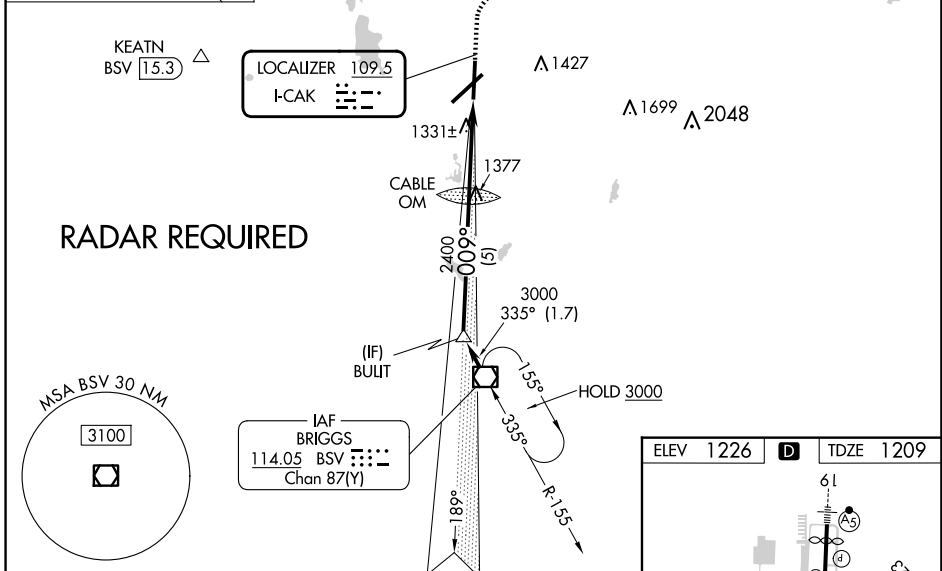 KEATN
BSV 15.3
LOCALIZER 109.5
I-CAK
1427
1699
2048
1331±
1377
CABLE
OM
RADAR REQUIRED
2400
009°
(5)
3000
335° (1.7)
(IF)
BULIT
155°
HOLD 3000
335°
MSA BSV 30 NM
3100
IAF
BRIGGS
114.05 BSV
Chan 87(Y)
189°
R-155
ELEV 1226 D TDZE 1209
19
A5
d